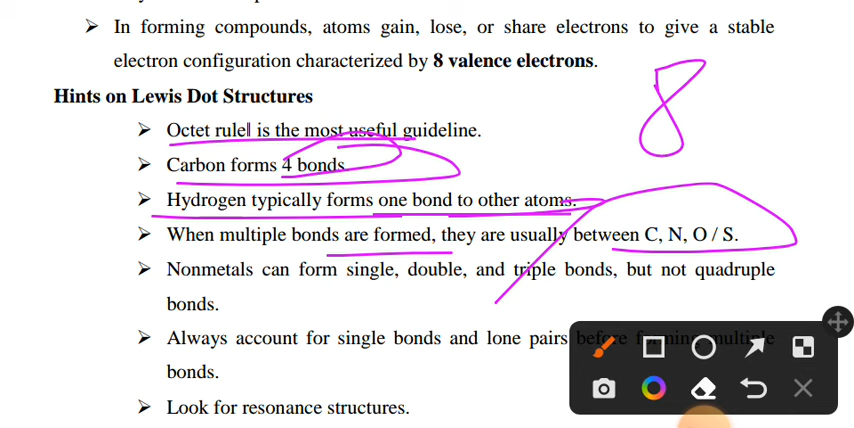 ➤ In forming compounds, atoms gain, lose, or share electrons to give a stable
electron configuration characterized by 8 valence electrons.
Hints on Lewis Dot Structures
➤ Octet rule‖ is the most useful guideline.
➤ Carbon forms 4 bonds
➤ Hydrogen typically forms one bond to other atoms.
➤ When multiple bonds are formed, they are usually between C, N, O / S.
➤ Nonmetals can form single, double, and triple bonds, but not quadruple
bonds.
➤ Always account for single bonds and lone pairs before forming multiple
bonds.
➤ Look for resonance structures.
8